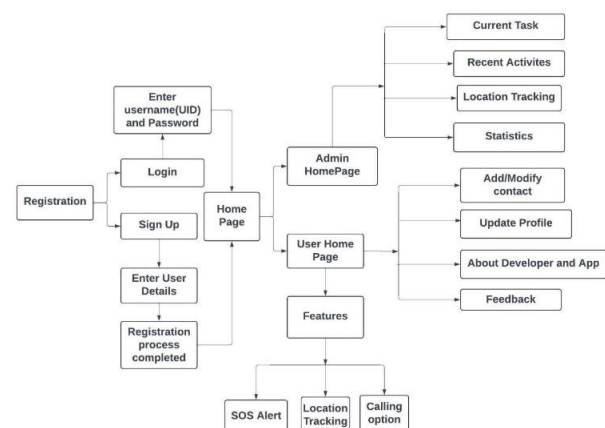 Current Task
Recent Activites
Location Tracking
Statistics
Enter
username(UID)
and Password
Login
Registration
Sign Up
Home
Page
Admin
HomePage
User Home
Page
Add/Modify
contact
Update Profile
About Developer and App
Feedback
Enter User
Details
Registration
process
completed
Features
SOS Alert
Location
Tracking
Calling
option